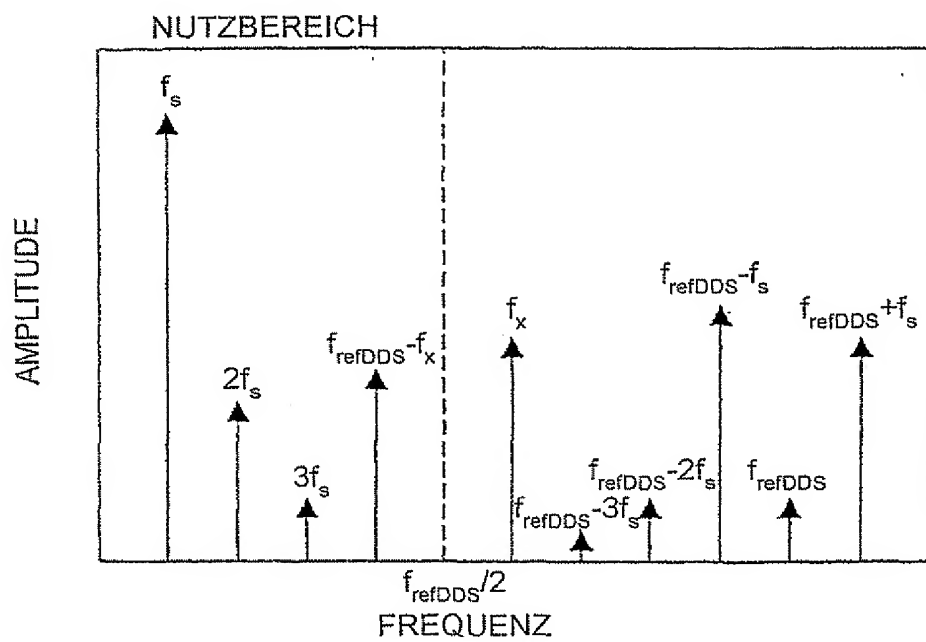 NUTZBEREICH
f_s
f_refDDS-f_s
f_x
f_refDDS+f_s
f_refDDS-f_x
AMPLITUDE
2f_s
3f_s
f_refDDS-2f_s
f_refDDS
f_refDDS-3f_s
f_refDDS/2
FREQUENZ